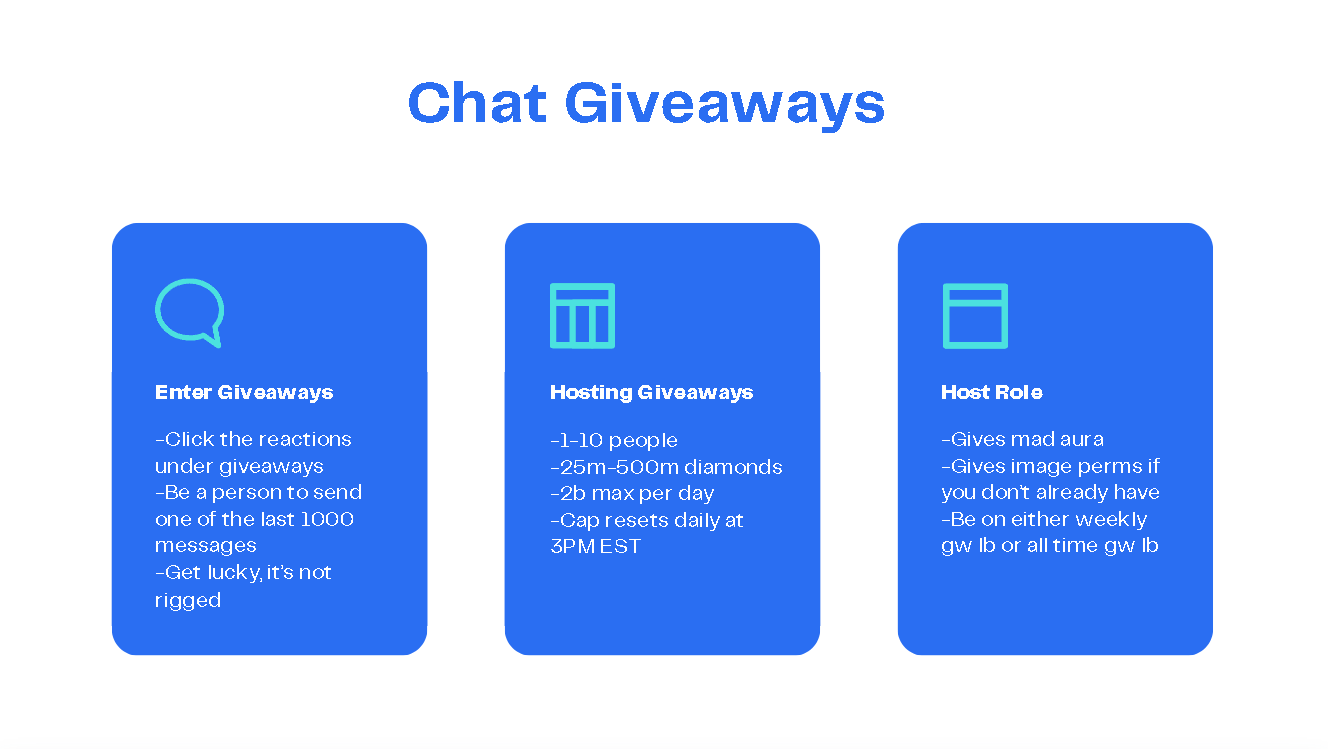 Chat Giveaways
Enter Giveaways
-Click the reactions
under giveaways
-Be a person to send
one of the last 1000
messages
-Get lucky, it's not
rigged
Hosting Giveaways
-1-10 people
-25m-500m diamonds
-2b max per day
-Cap resets daily at
3PM EST
Host Role
-Gives mad aura
-Gives image perms if
you don't already have
-Be on either weekly
gw lb or all time gw lb